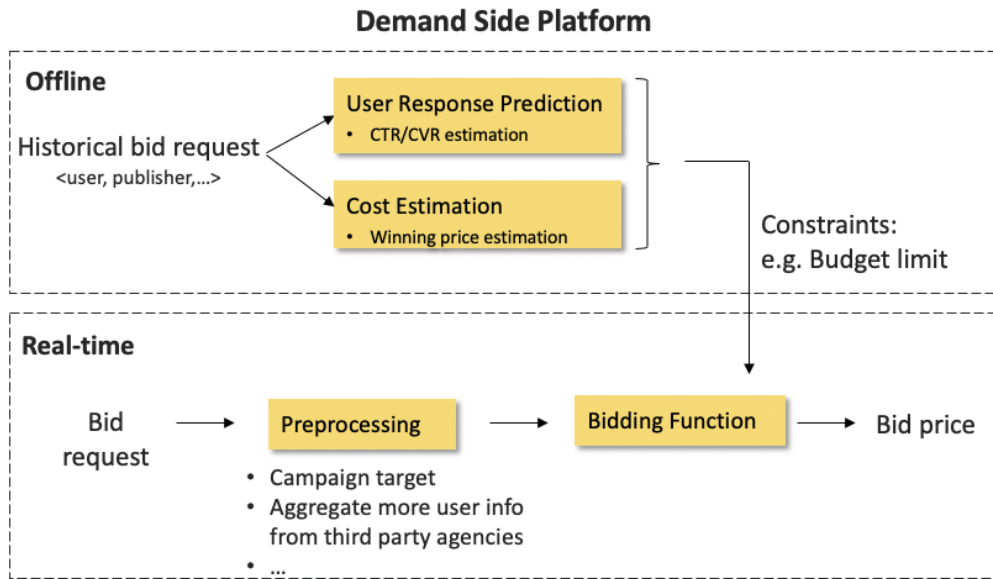 Demand Side Platform
Offline
User Response Prediction
• CTR/CVR estimation
Historical bid request
<user, publisher,...>
Cost Estimation
• Winning price estimation
Constraints:
e.g. Budget limit
Real-time
Bid
request
Preprocessing
Bidding Function
Bid price
• Campaign target
• Aggregate more user info
from third party agencies
• ...